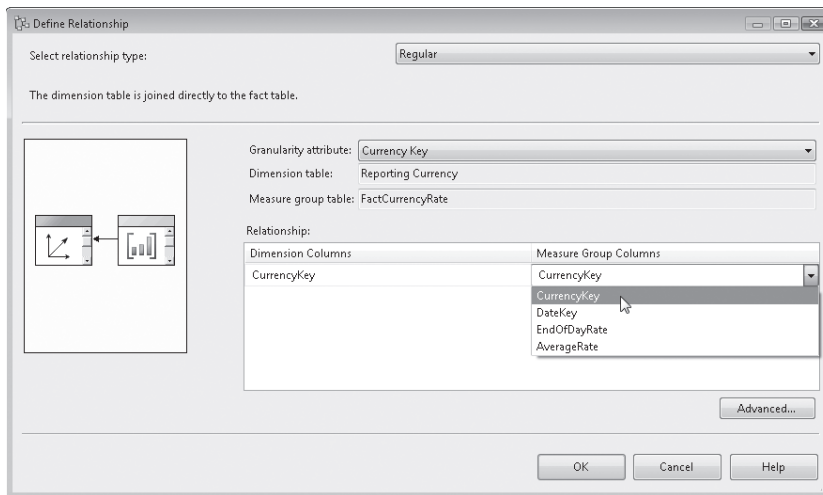 Define Relationship
Select relationship type:
Regular
The dimension table is joined directly to the fact table.
Granularity attribute: Currency Key
Dimension table: Reporting Currency
Measure group table: FactCurrencyRate
Relationship:
Dimension Columns Measure Group Columns
CurrencyKey CurrencyKey
CurrencyKey
DateKey
EndOfDayRate
AverageRate
Advanced...
OK Cancel Help